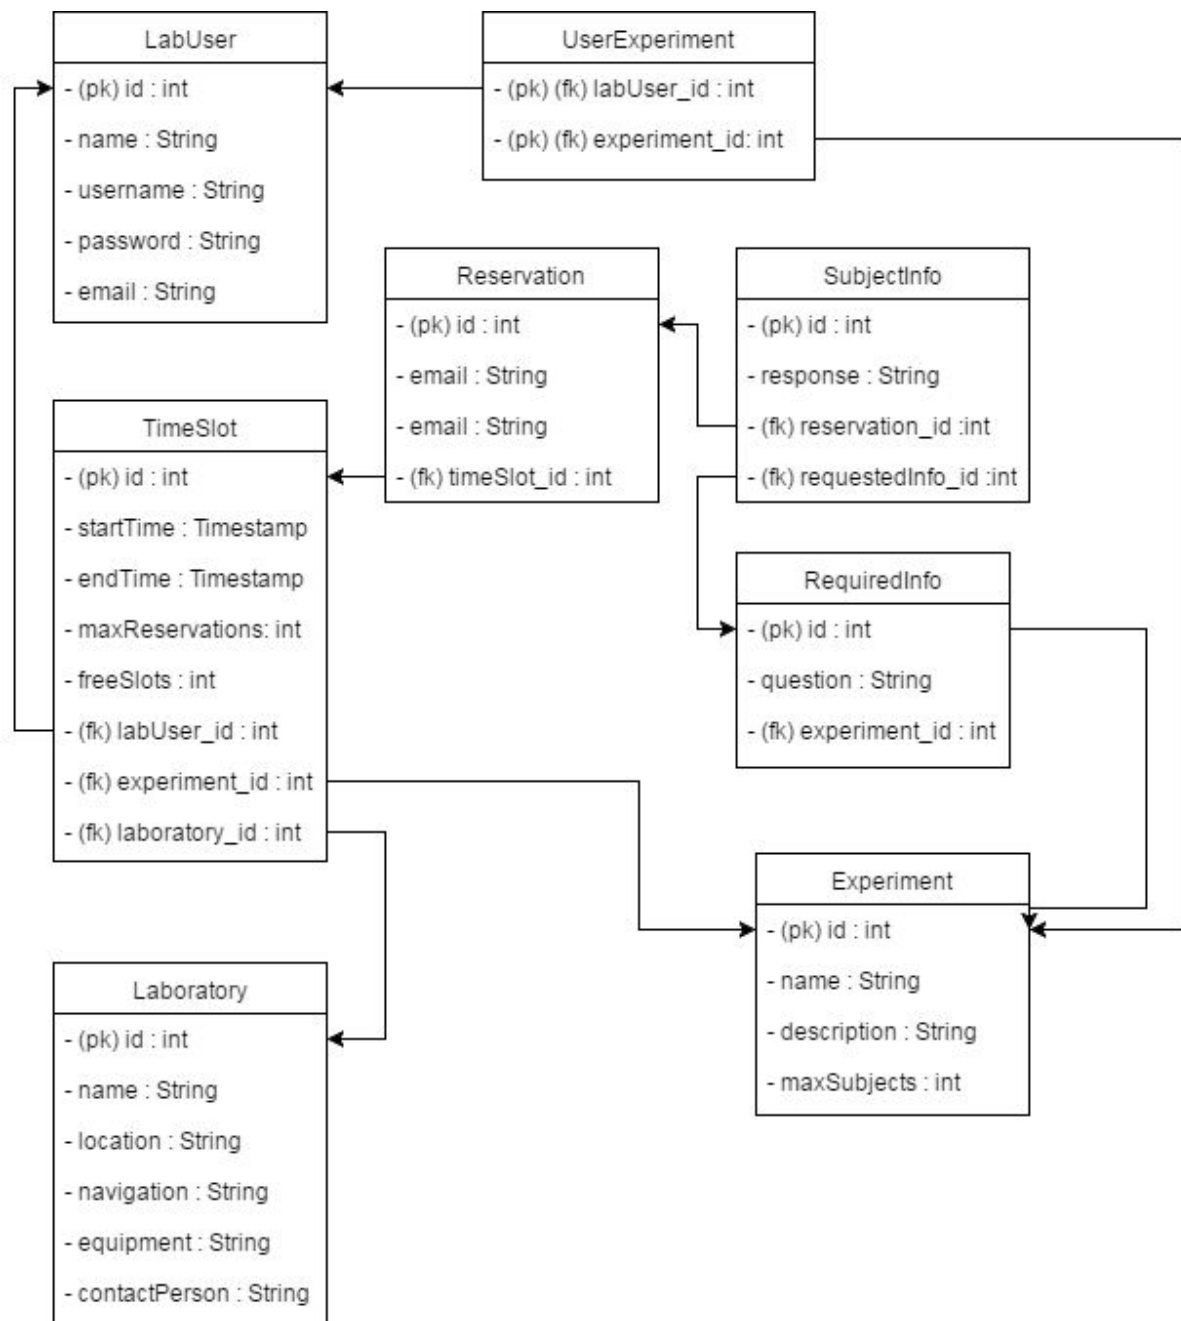 LabUser
- (pk) id : int
- name : String
- username : String
- password : String
- email : String
UserExperiment
- (pk) (fk) labUser_id : int
- (pk) (fk) experiment_id: int
Reservation
- (pk) id : int
- email : String
- email : String
- (fk) timeSlot_id : int
SubjectInfo
- (pk) id : int
- response : String
- (fk) reservation_id :int
- (fk) requestedInfo_id :int
TimeSlot
- (pk) id : int
- startTime : Timestamp
- endTime : Timestamp
- maxReservations: int
- freeSlots : int
- (fk) labUser_id : int
- (fk) experiment_id : int
- (fk) laboratory_id : int
RequiredInfo
- (pk) id : int
- question : String
- (fk) experiment_id : int
Experiment
- (pk) id : int
- name : String
- description : String
- maxSubjects : int
Laboratory
- (pk) id : int
- name : String
- location : String
- navigation : String
- equipment : String
- contactPerson : String